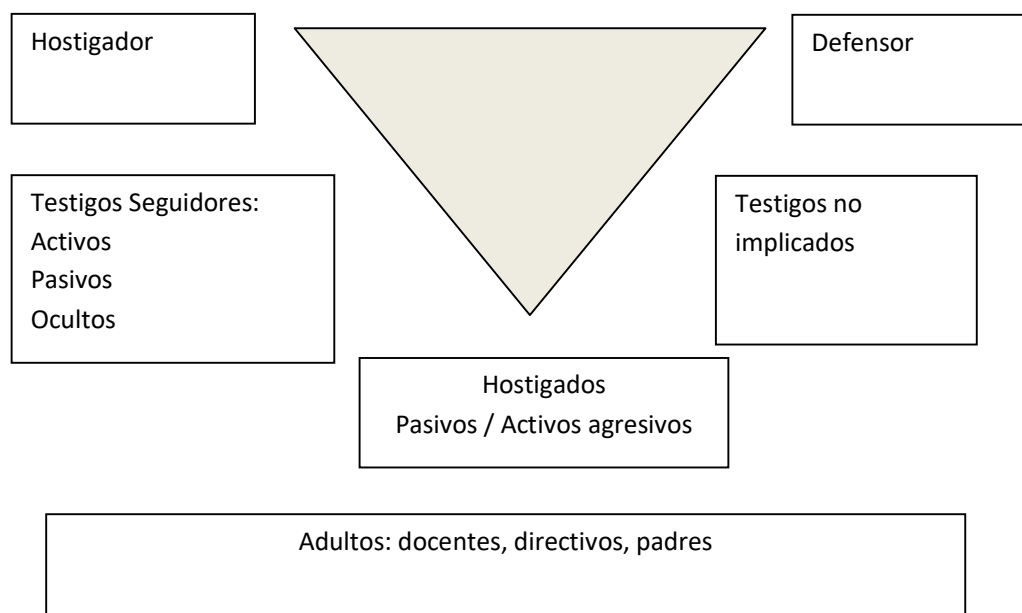 Hostigador
Defensor
Testigos Seguidores:
Activos
Pasivos
Ocultos
Testigos no
implicados
Hostigados
Pasivos / Activos agresivos
Adultos: docentes, directivos, padres